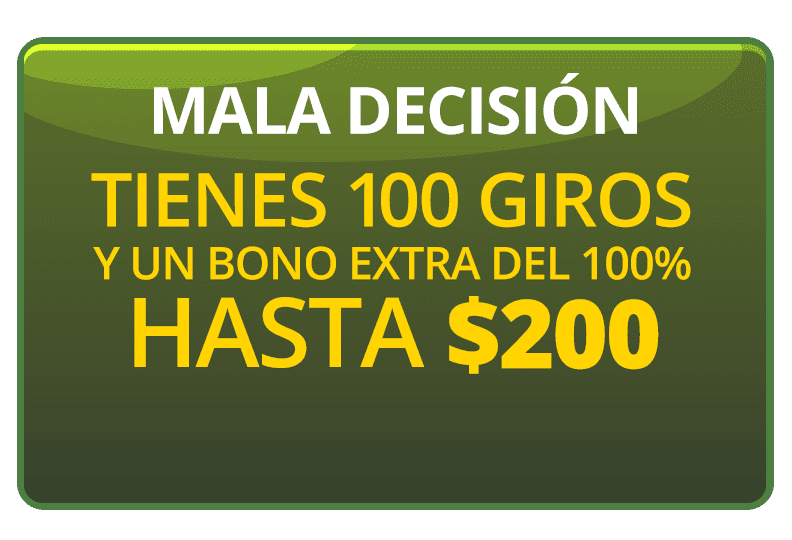 MALA DECISIÓN
TIENES 100 GIROS
Y UN BONO EXTRA DEL 100%
HASTA $200